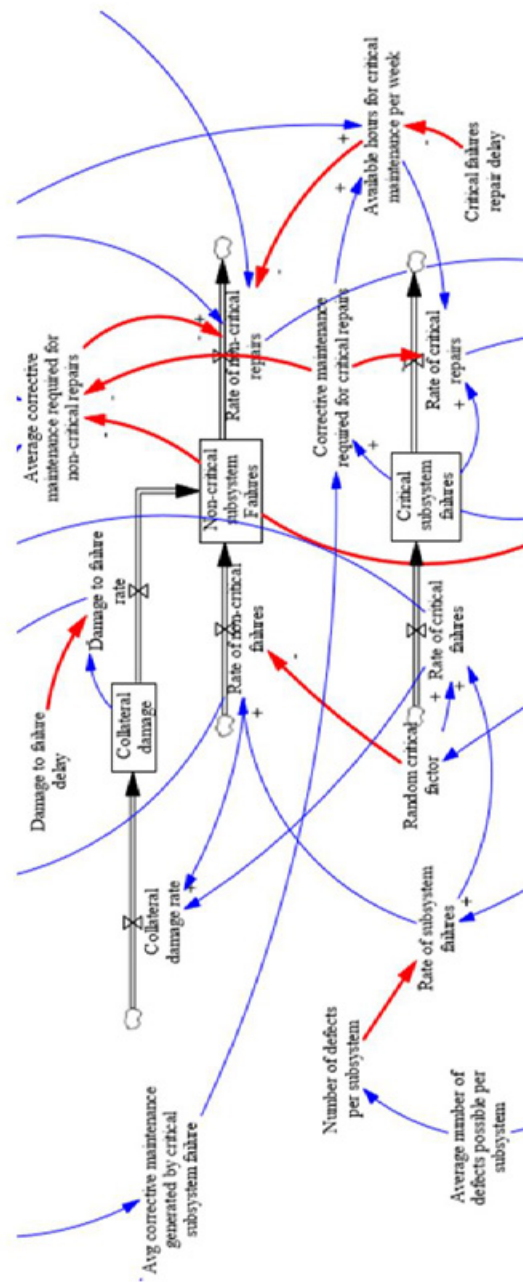 Average corrective
maintenance required for
non-critical repairs
Damage to failure
delay
Damage to failure
rate
Collateral
damage
Collateral
damage rate
Avg corrective maintenance
generated by critical
subsystem failure
Rate of non-critical
failures
Non-critical
subsystem
Failures
Rate of non-critical
repairs
Corrective maintenance
required for critical repairs
Available hours for critical
maintenance per week
Critical failures
repair delay
Number of defects
per subsystem
Average number of
defects possible per
subsystem
Rate of subsystem
failures
Random critical
factor
Rate of critical
failures
Critical
subsystem
failures
Rate of critical
repairs